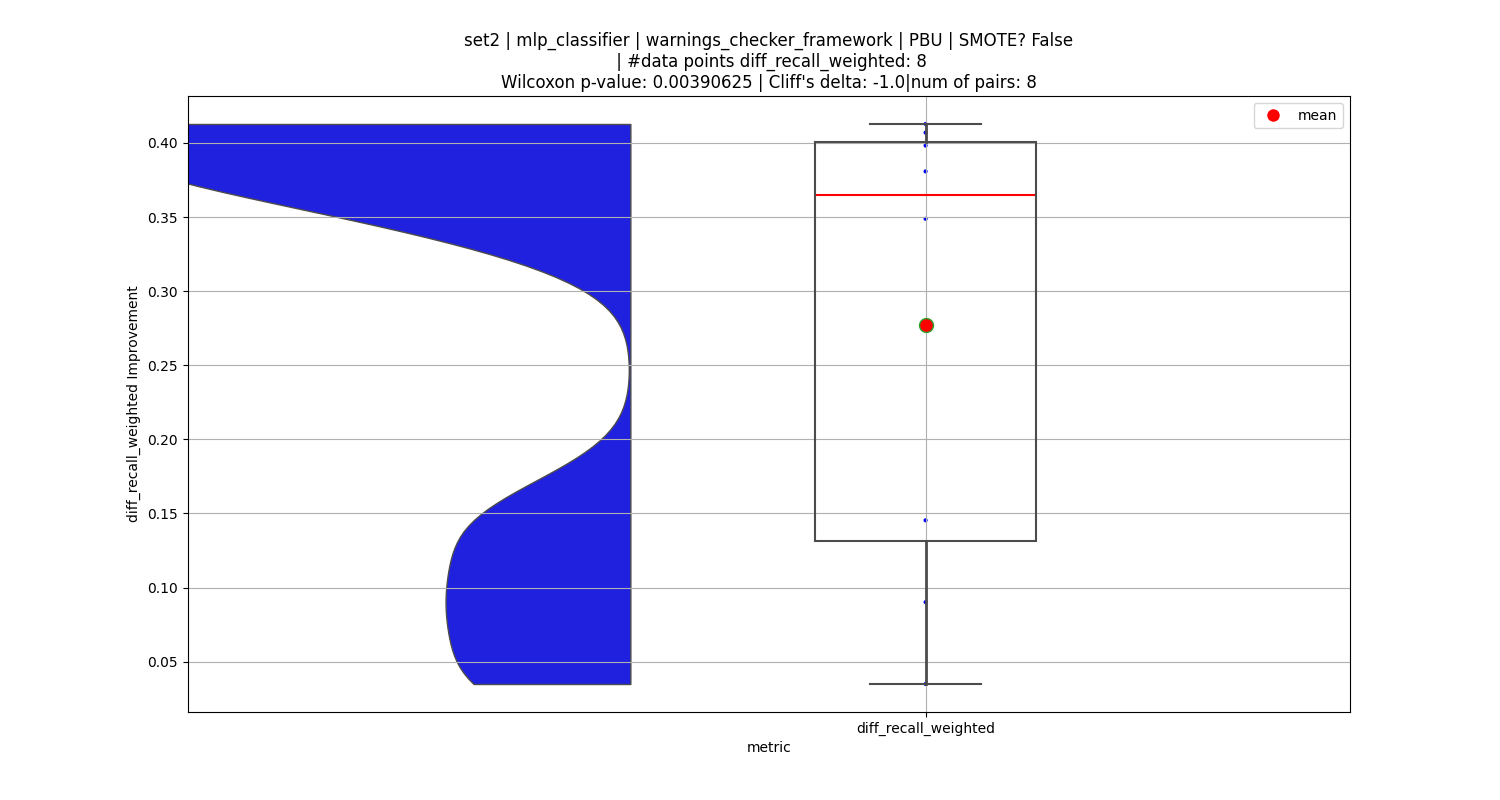 set2 | mlp_classifier | warnings_checker_framework | PBU | SMOTE? False
| #data points diff_recall_weighted: 8
Wilcoxon p-value: 0.00390625 | Cliff's delta: -1.0|num of pairs: 8
mean
0.40
0.35
0.30
0.25
0.20
0.15
0.10
0.05
diff_recall_weighted Improvement
diff_recall_weighted
metric